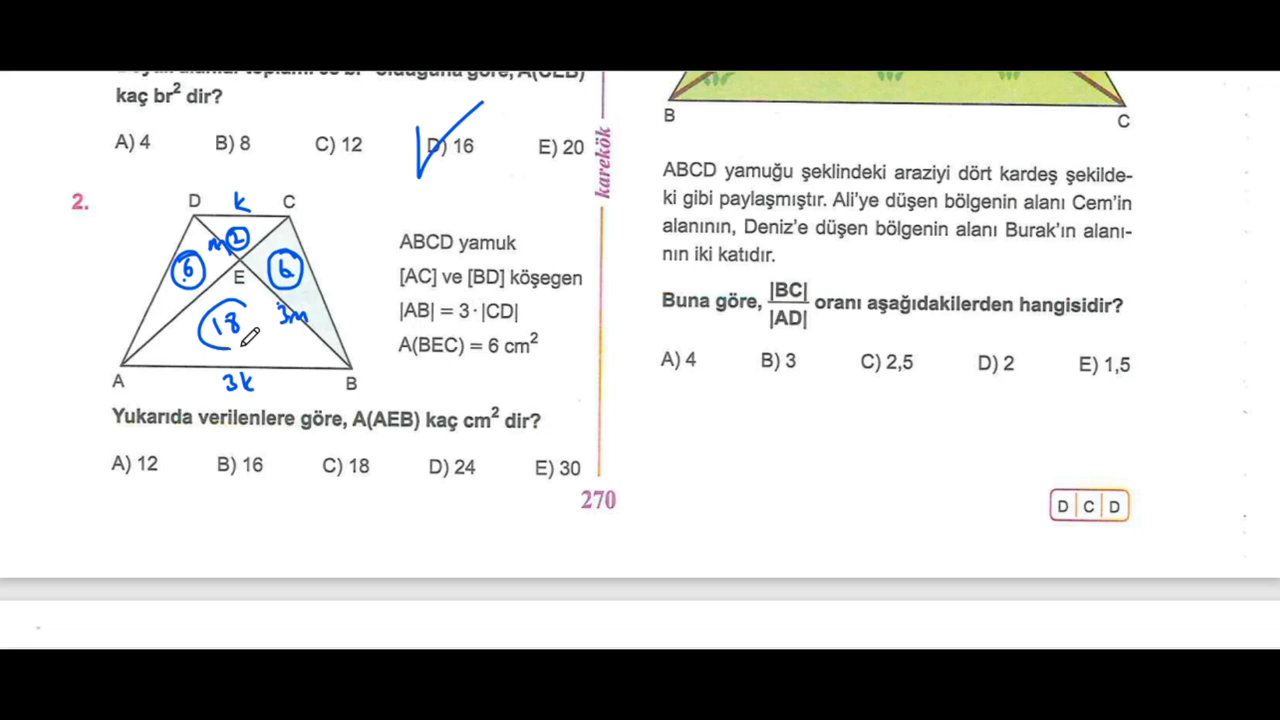 kaç br² dir?
A) 4 B) 8 C) 12 D) 16 E) 20
2.
D k C
m 2
6 6
E
18 3m
A 3k B
ABCD yamuk
[AC] ve [BD] köşegen
|AB| = 3·|CD|
A(BEC) = 6 cm²
Yukarıda verilenlere göre, A(AEB) kaç cm² dir?
A) 12 B) 16 C) 18 D) 24 E) 30
karekök
270
B C
ABCD yamuğu şeklindeki araziyi dört kardeş şekilde-
ki gibi paylaşmıştır. Ali'ye düşen bölgenin alanı Cem'in
alanının, Deniz'e düşen bölgenin alanı Burak'ın alanı-
nın iki katıdır.
Buna göre, |BC| / |AD| oranı aşağıdakilerden hangisidir?
A) 4 B) 3 C) 2,5 D) 2 E) 1,5
D C D